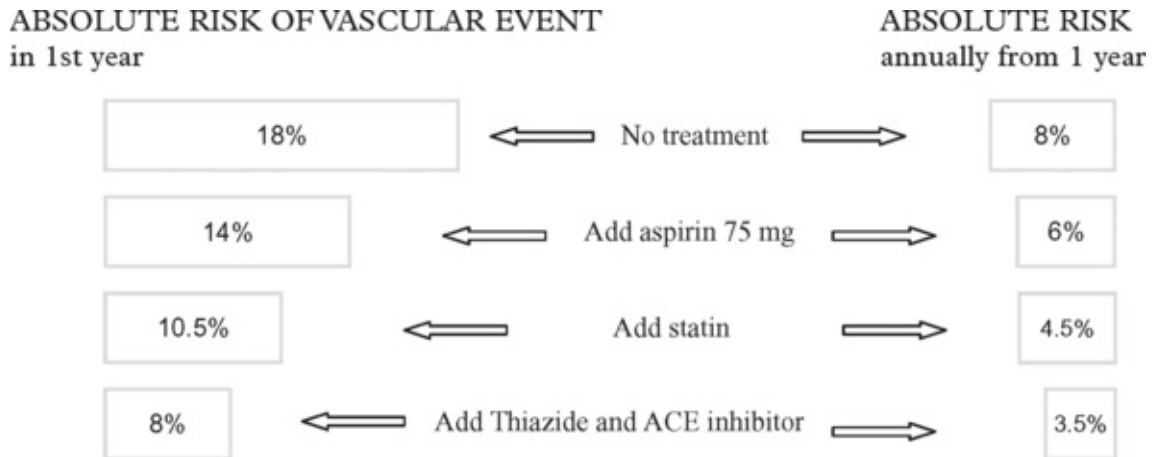 ABSOLUTE RISK OF VASCULAR EVENT
in 1st year
ABSOLUTE RISK
annually from 1 year
18%
No treatment
8%
14%
Add aspirin 75 mg
6%
10.5%
Add statin
4.5%
8%
Add Thiazide and ACE inhibitor
3.5%